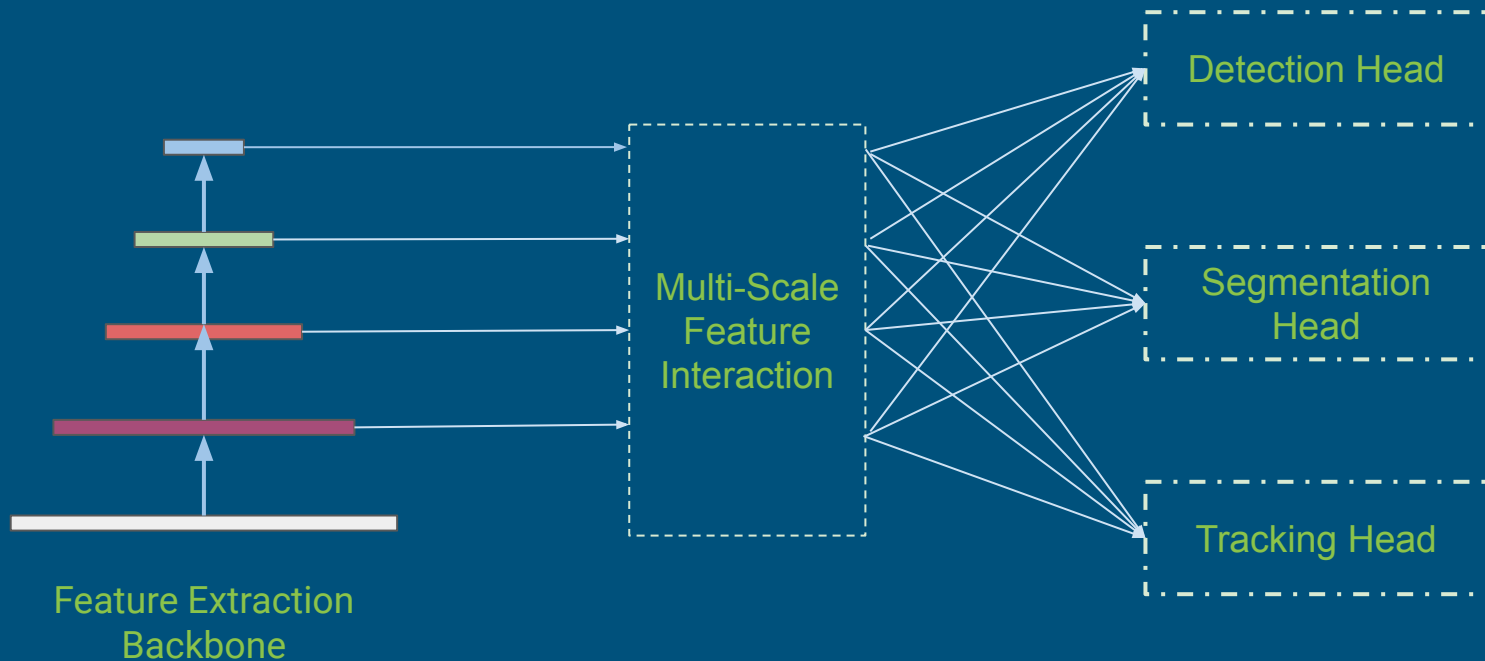 Detection Head
Multi-Scale
Feature
Interaction
Segmentation
Head
Tracking Head
Feature Extraction
Backbone